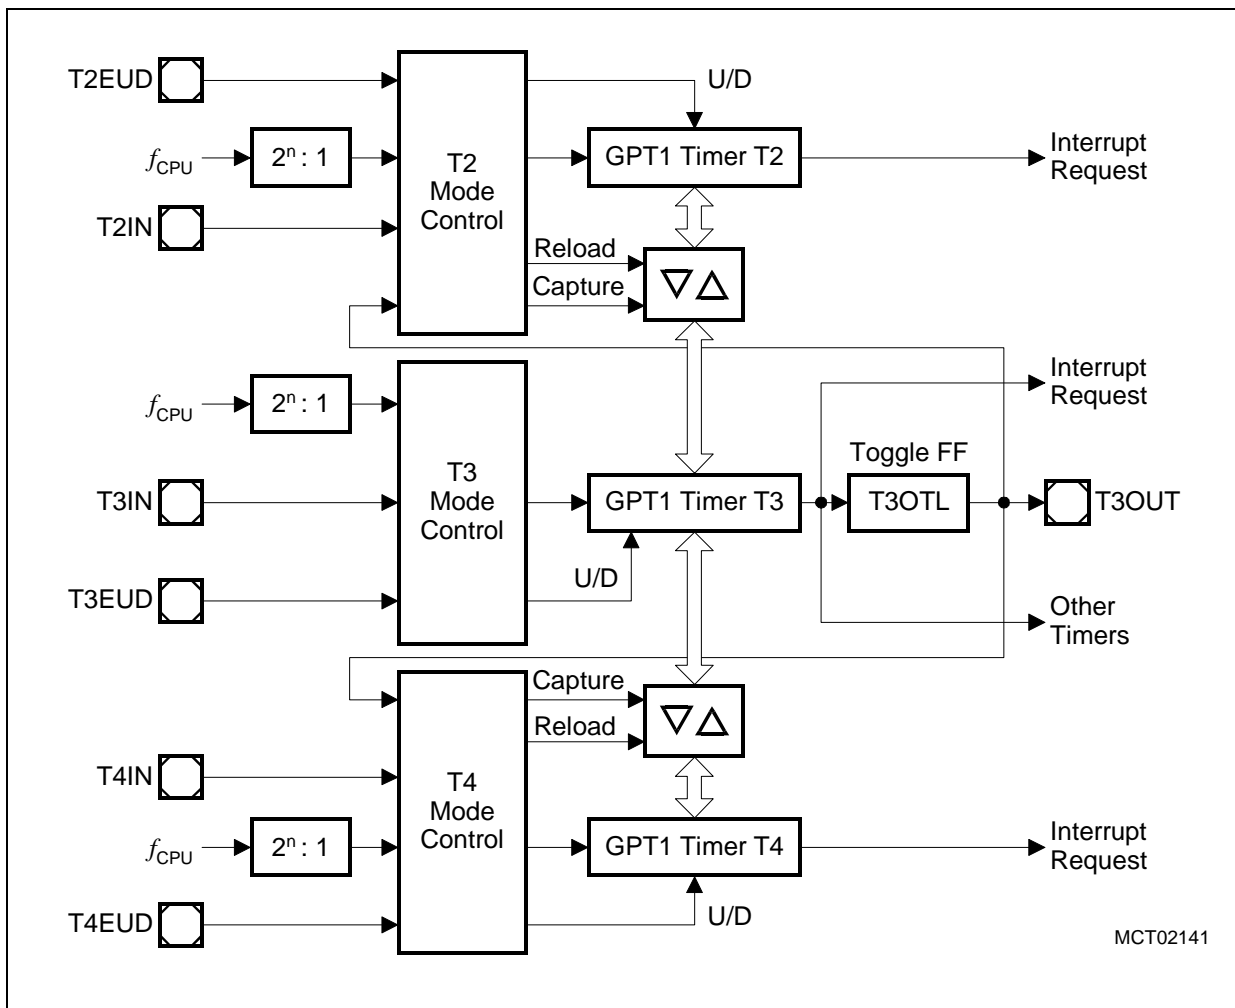 T2EUD
U/D
fCPU
2ⁿ : 1
T2
Mode
Control
GPT1 Timer T2
Interrupt
Request
T2IN
Reload
Capture
fCPU
2ⁿ : 1
Interrupt
Request
T3
Mode
Control
Toggle FF
T3IN
GPT1 Timer T3
T3OTL
T3OUT
U/D
T3EUD
Other
Timers
Capture
Reload
T4IN
T4
Mode
Control
fCPU
2ⁿ : 1
GPT1 Timer T4
Interrupt
Request
T4EUD
U/D
MCT02141